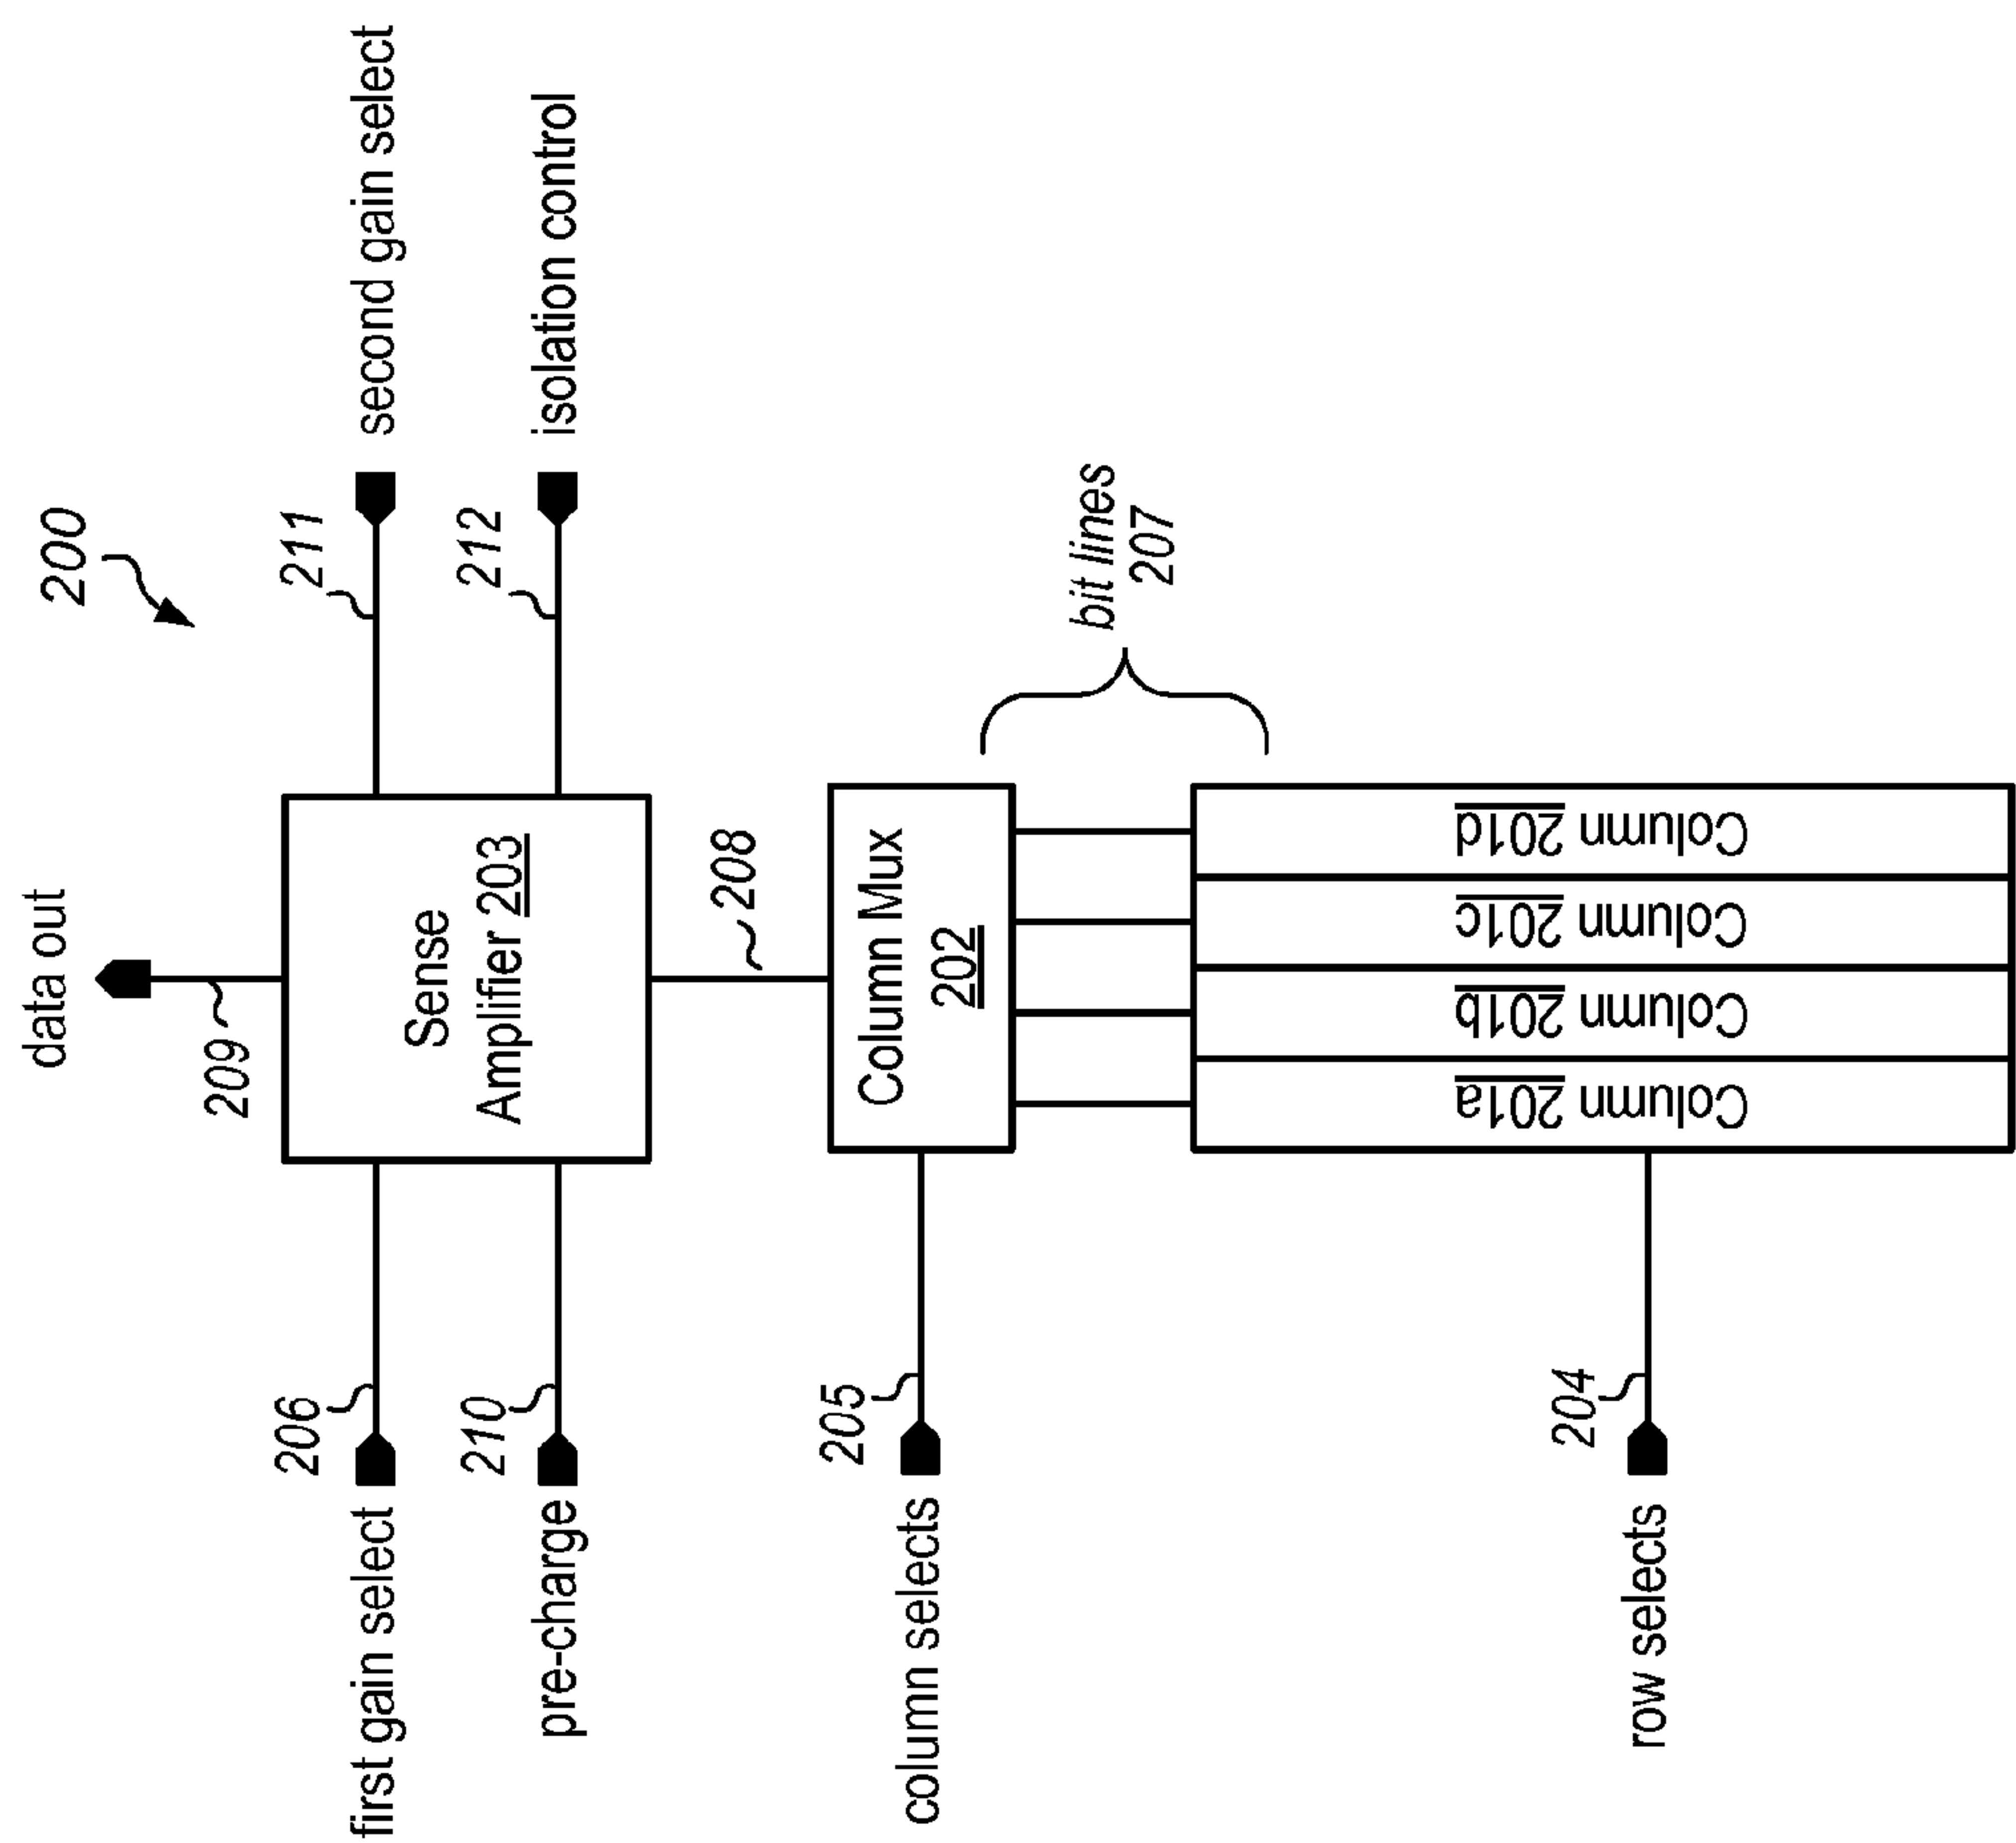 200
data out
209
first gain select
206
pre-charge
210
Sense
Amplifier 203
211
second gain select
212
isolation control
208
column selects
205
Column Mux
202
bit lines
207
row selects
204
Column 201a
Column 201b
Column 201c
Column 201d